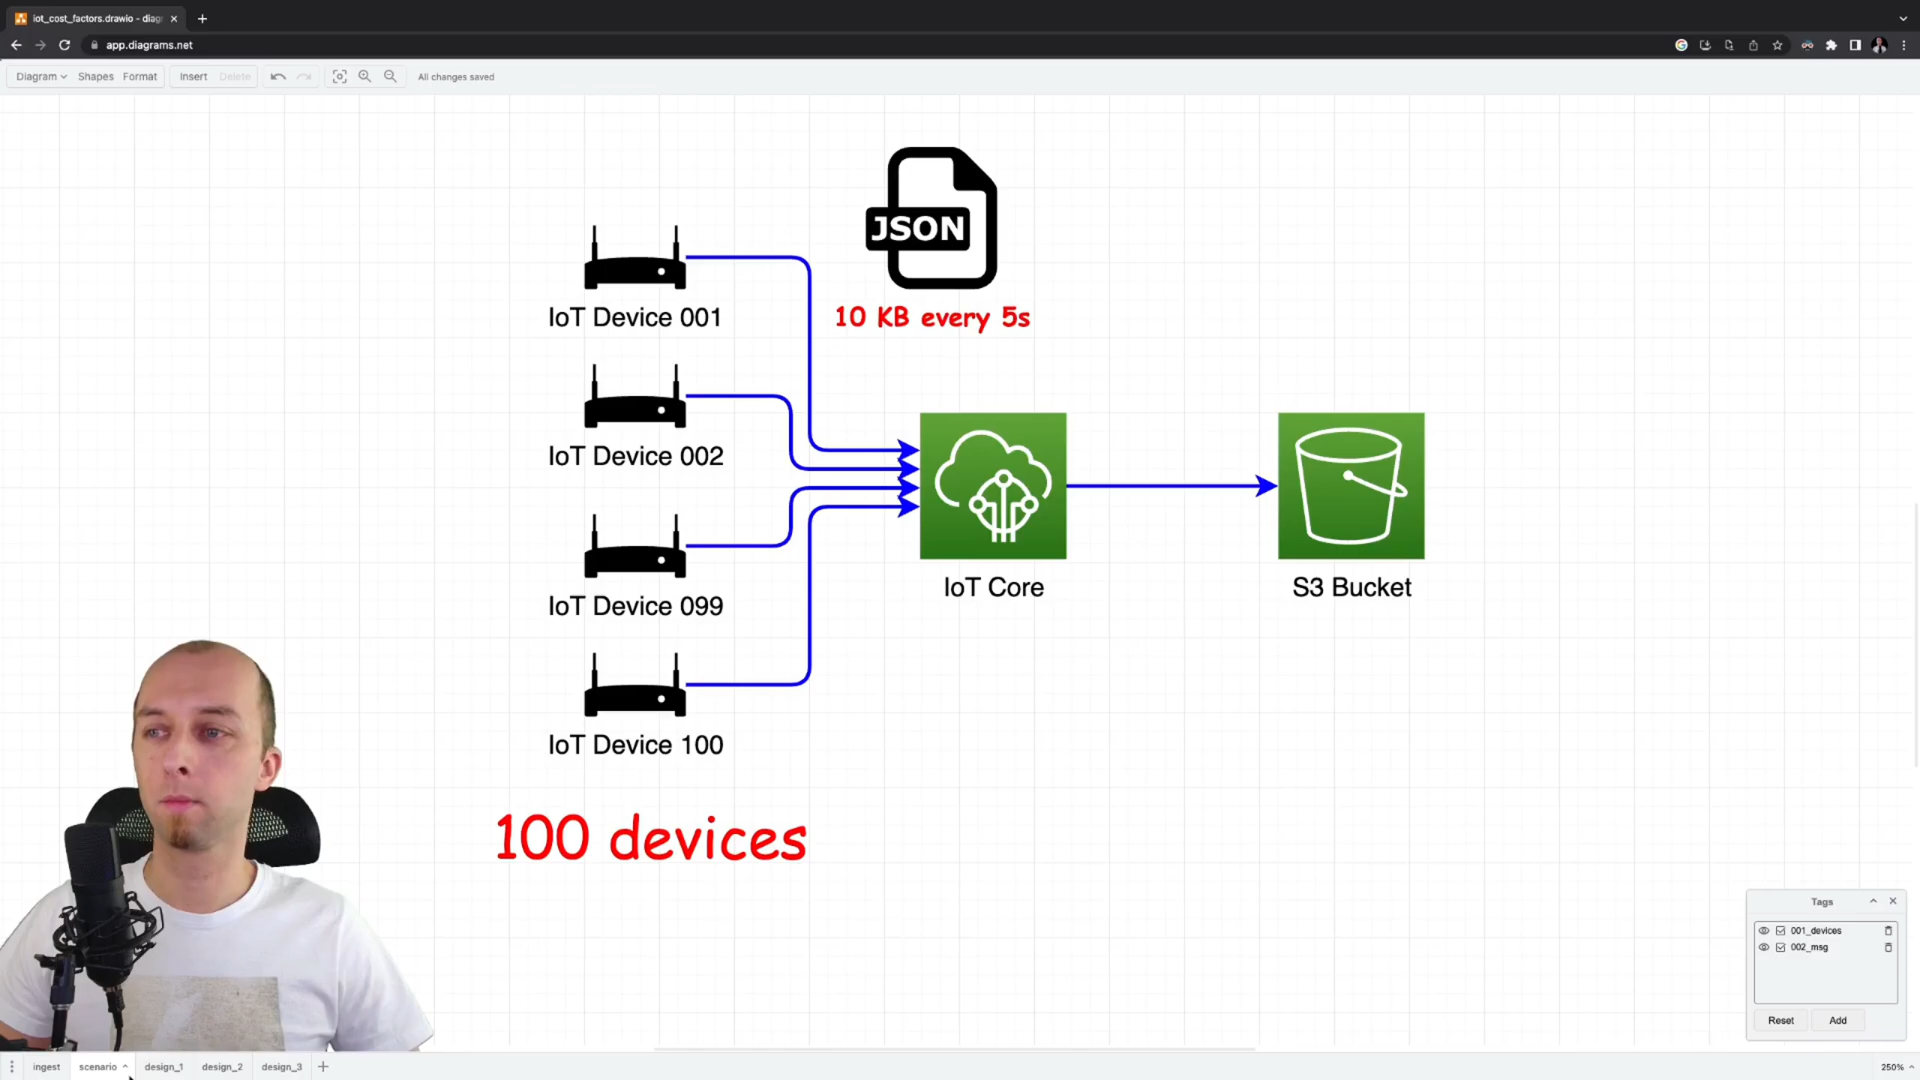 iot_cost_factors.drawio - diag
app.diagrams.net
Diagram Shapes Format Insert Delete All changes saved
JSON
10 KB every 5s
IoT Device 001
IoT Device 002
IoT Device 099
IoT Device 100
IoT Core
S3 Bucket
100 devices
Tags
001_devices
002_msg
Reset Add
ingest scenario design_1 design_2 design_3
250%